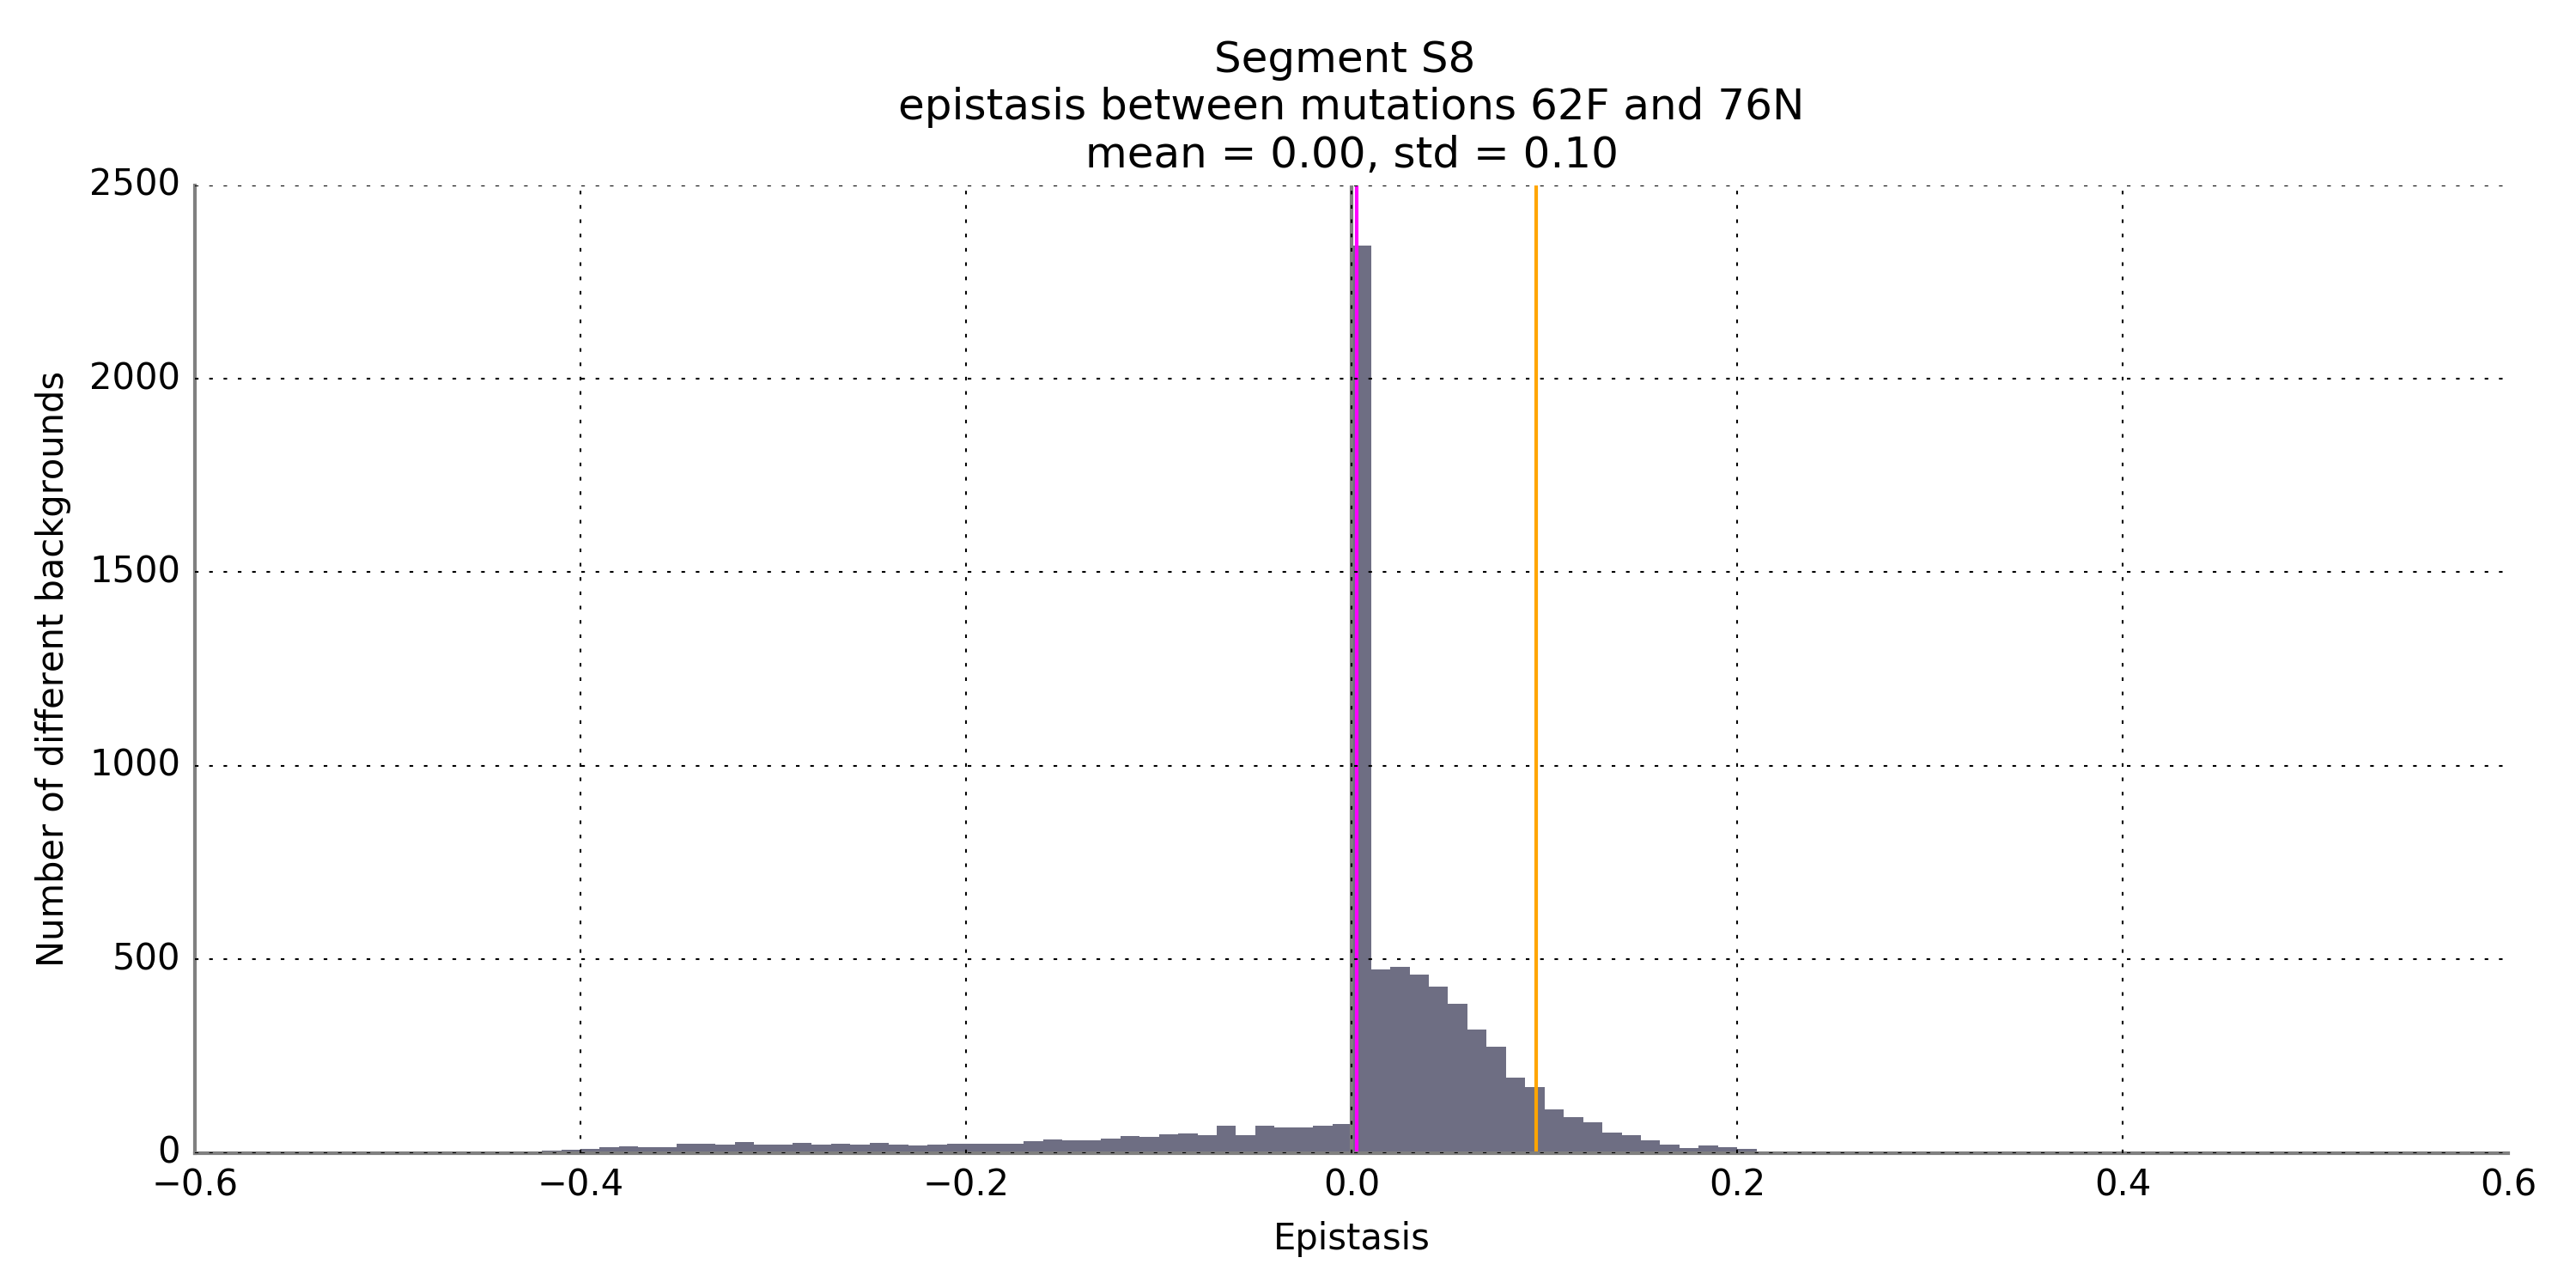 Segment S8
epistasis between mutations 62F and 76N
mean = 0.00, std = 0.10
2500
2000
1500
1000
500
0
Number of different backgrounds
−0.6 −0.4 −0.2 0.0 0.2 0.4 0.6
Epistasis